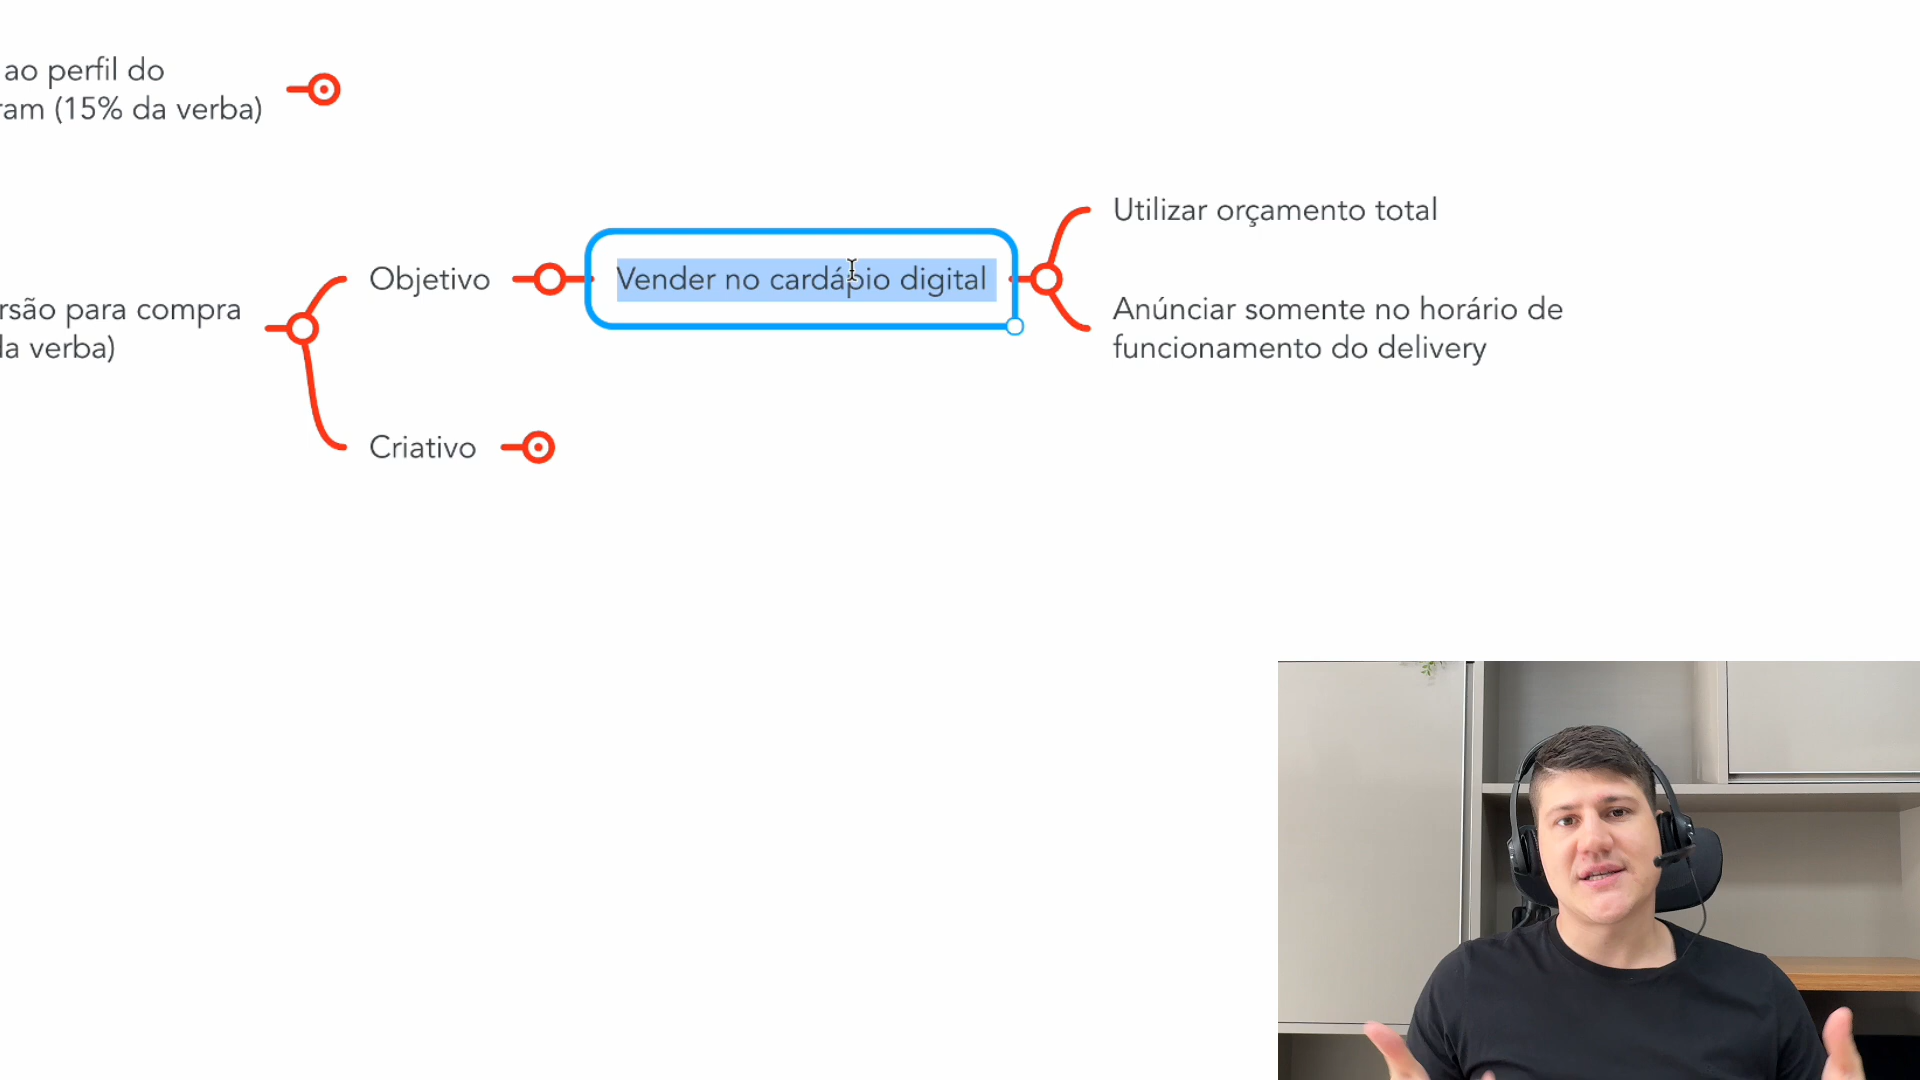 ao perfil do
ram (15% da verba)
Utilizar orçamento total
Objetivo
Vender no cardápio digital
Anúnciar somente no horário de
funcionamento do delivery
rsão para compra
la verba)
Criativo